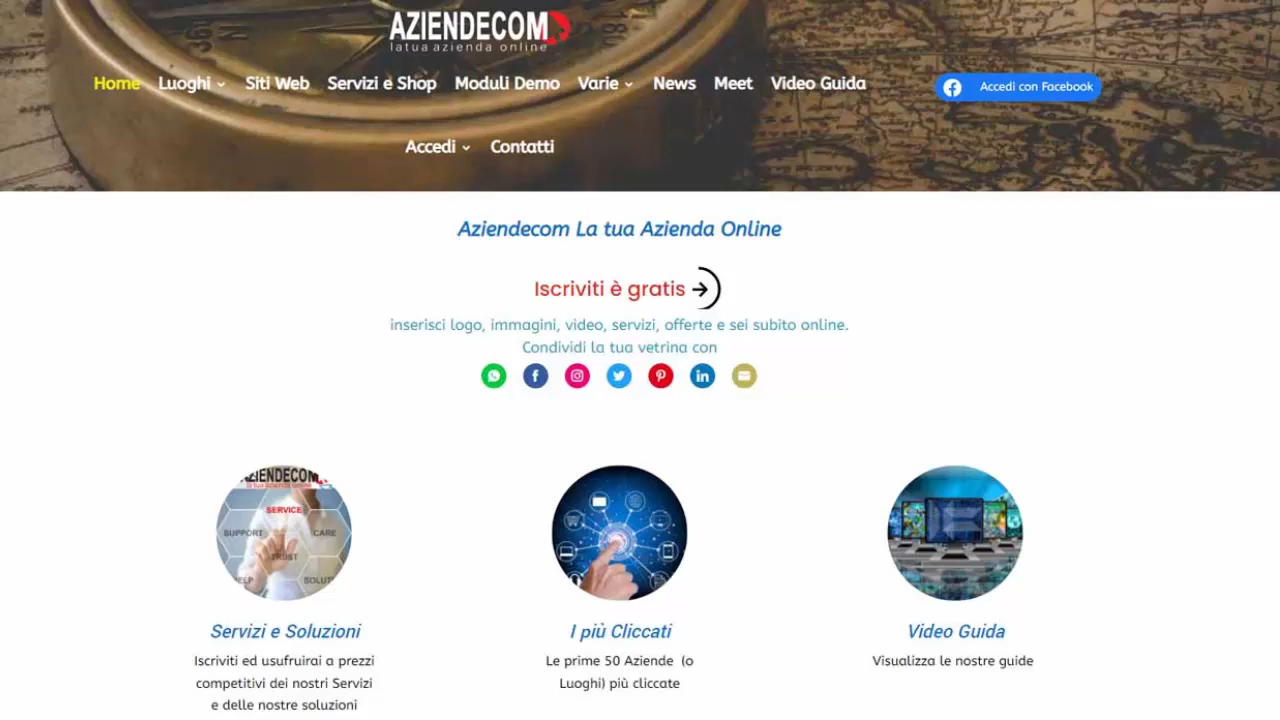 AZIENDECOM
latua azienda online
Home Luoghi Siti Web Servizi e Shop Moduli Demo Varie News Meet Video Guida
Accedi con Facebook
Accedi Contatti
Aziendecom La tua Azienda Online
Iscriviti è gratis
inserisci logo, immagini, video, servizi, offerte e sei subito online.
Condividi la tua vetrina con
SERVICE
SUPPORT CARE
TRUST
Servizi e Soluzioni
Iscriviti ed usufruirai a prezzi
competitivi dei nostri Servizi
e delle nostre soluzioni
I più Cliccati
Le prime 50 Aziende (o
Luoghi) più cliccate
Video Guida
Visualizza le nostre guide